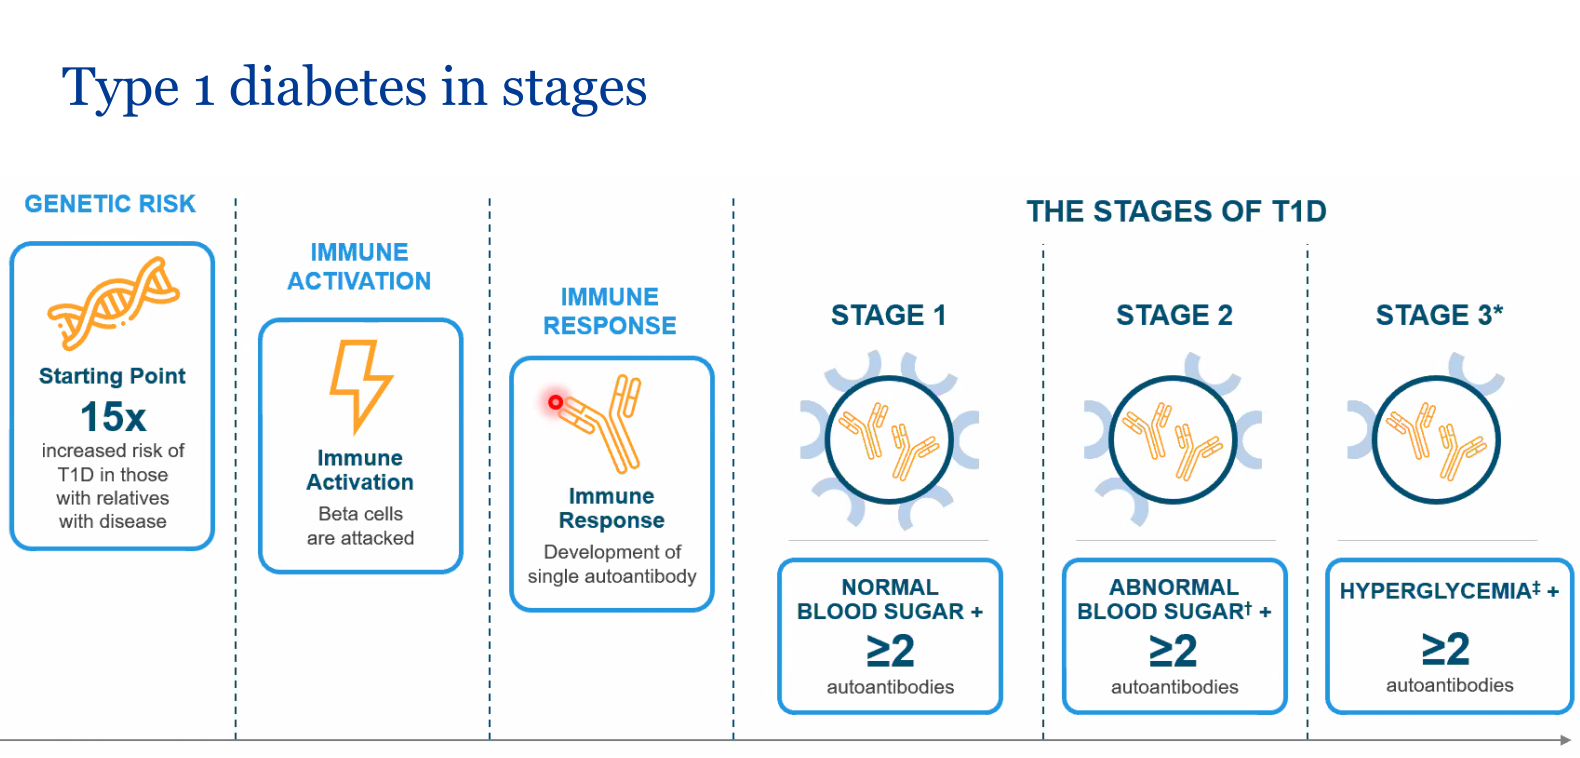 Type 1 diabetes in stages
GENETIC RISK
Starting Point
15x
increased risk of
T1D in those
with relatives
with disease
IMMUNE
ACTIVATION
Immune
Activation
Beta cells
are attacked
IMMUNE
RESPONSE
Immune
Response
Development of
single autoantibody
THE STAGES OF T1D
STAGE 1
NORMAL
BLOOD SUGAR +
≥2
autoantibodies
STAGE 2
ABNORMAL
BLOOD SUGAR† +
≥2
autoantibodies
STAGE 3*
HYPERGLYCEMIA‡ +
≥2
autoantibodies